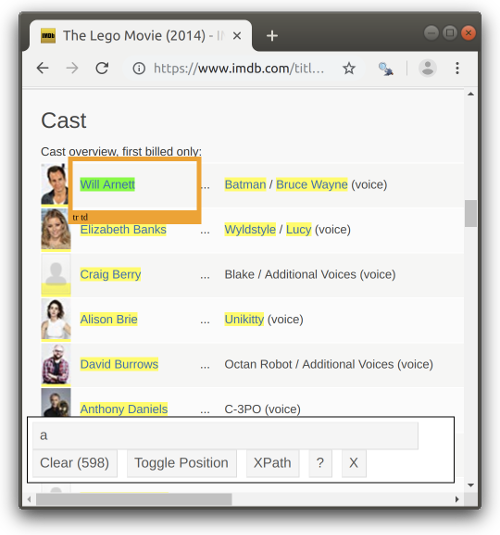 IMDb The Lego Movie (2014) - IM
https://www.imdb.com/titl...
Cast
Cast overview, first billed only:
Will Arnett ... Batman / Bruce Wayne (voice)
tr td
Elizabeth Banks ... Wyldstyle / Lucy (voice)
Craig Berry ... Blake / Additional Voices (voice)
Alison Brie ... Unikitty (voice)
David Burrows ... Octan Robot / Additional Voices (voice)
Anthony Daniels ... C-3PO (voice)
a
Clear (598) Toggle Position XPath ? X